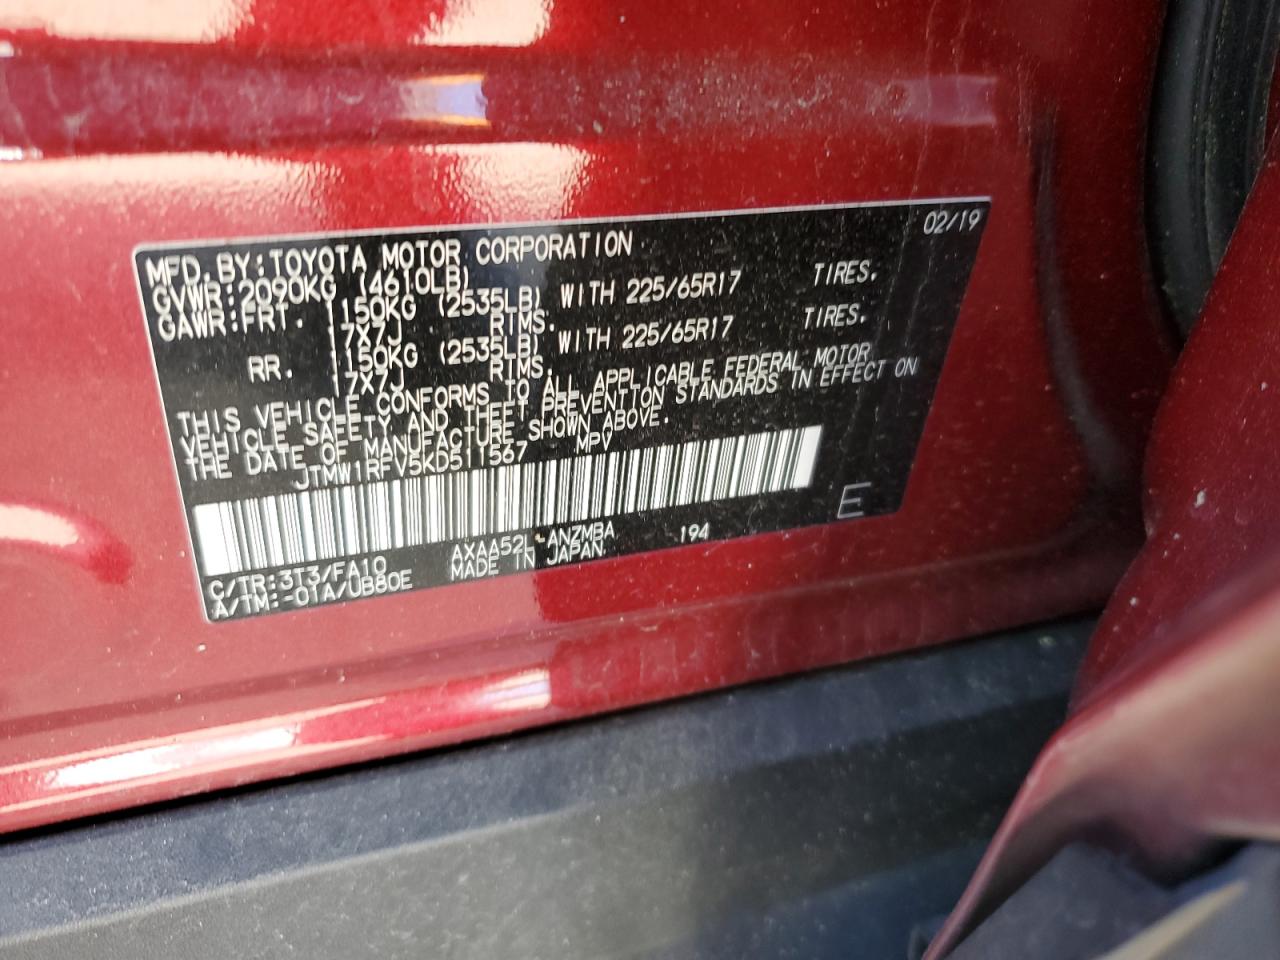 02/19
MFD. BY: TOYOTA MOTOR CORPORATION
GVWR: 2090KG (4610LB)
GAWR: FRT. 1150KG (2535LB) WITH 225/65R17 TIRES.
17X7J RIMS.
RR. 1150KG (2535LB) WITH 225/65R17 TIRES.
17X7J RIMS.
THIS VEHICLE CONFORMS TO ALL APPLICABLE FEDERAL MOTOR
VEHICLE SAFETY AND THEFT PREVENTION STANDARDS IN EFFECT ON
THE DATE OF MANUFACTURE SHOWN ABOVE.
JTMW1RFV5KD511567 MPV
C/TR: 3T3/FA10 AXAA52L-ANZMBA 194 E
A/TM: -01A/UB80E MADE IN JAPAN.